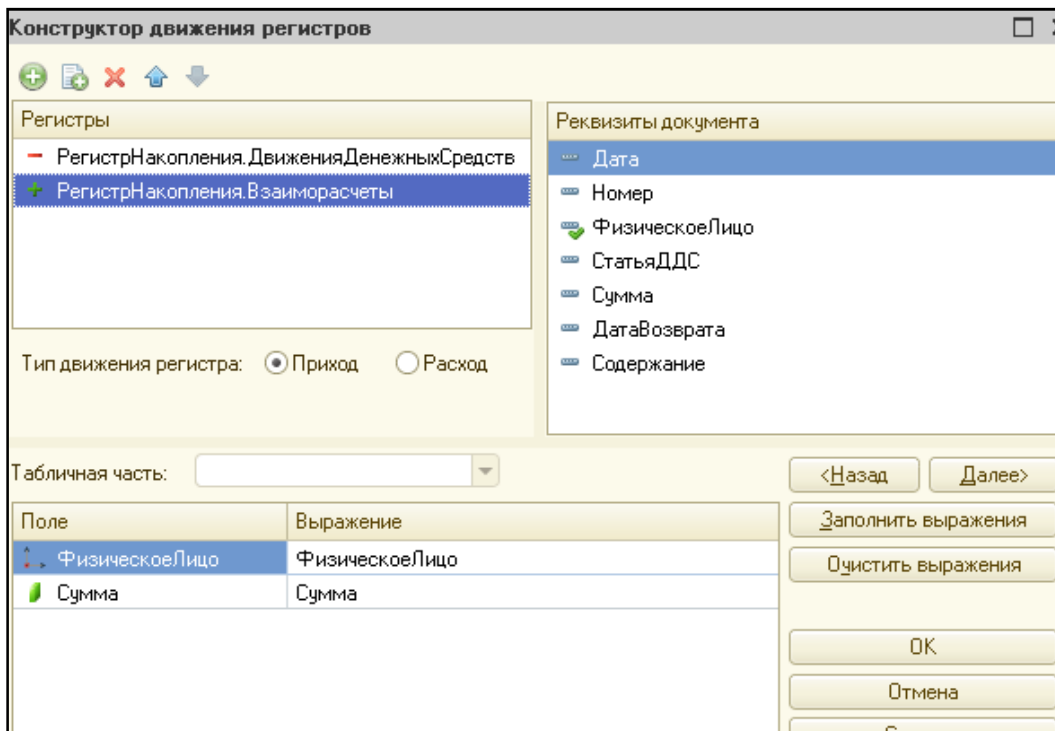 Конструктор движения регистров
Регистры
РегистрНакопления.ДвиженияДенежныхСредств
РегистрНакопления.Взаиморасчеты
Тип движения регистра: Приход Расход
Реквизиты документа
Дата
Номер
ФизическоеЛицо
СтатьяДДС
Сумма
ДатаВозврата
Содержание
Табличная часть:
<Назад Далее>
Поле Выражение
ФизическоеЛицо ФизическоеЛицо
Сумма Сумма
Заполнить выражения
Очистить выражения
ОК
Отмена